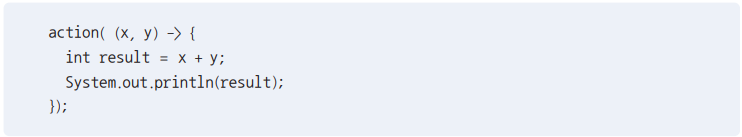 action( (x, y) -> {
  int result = x + y;
  System.out.println(result);
});